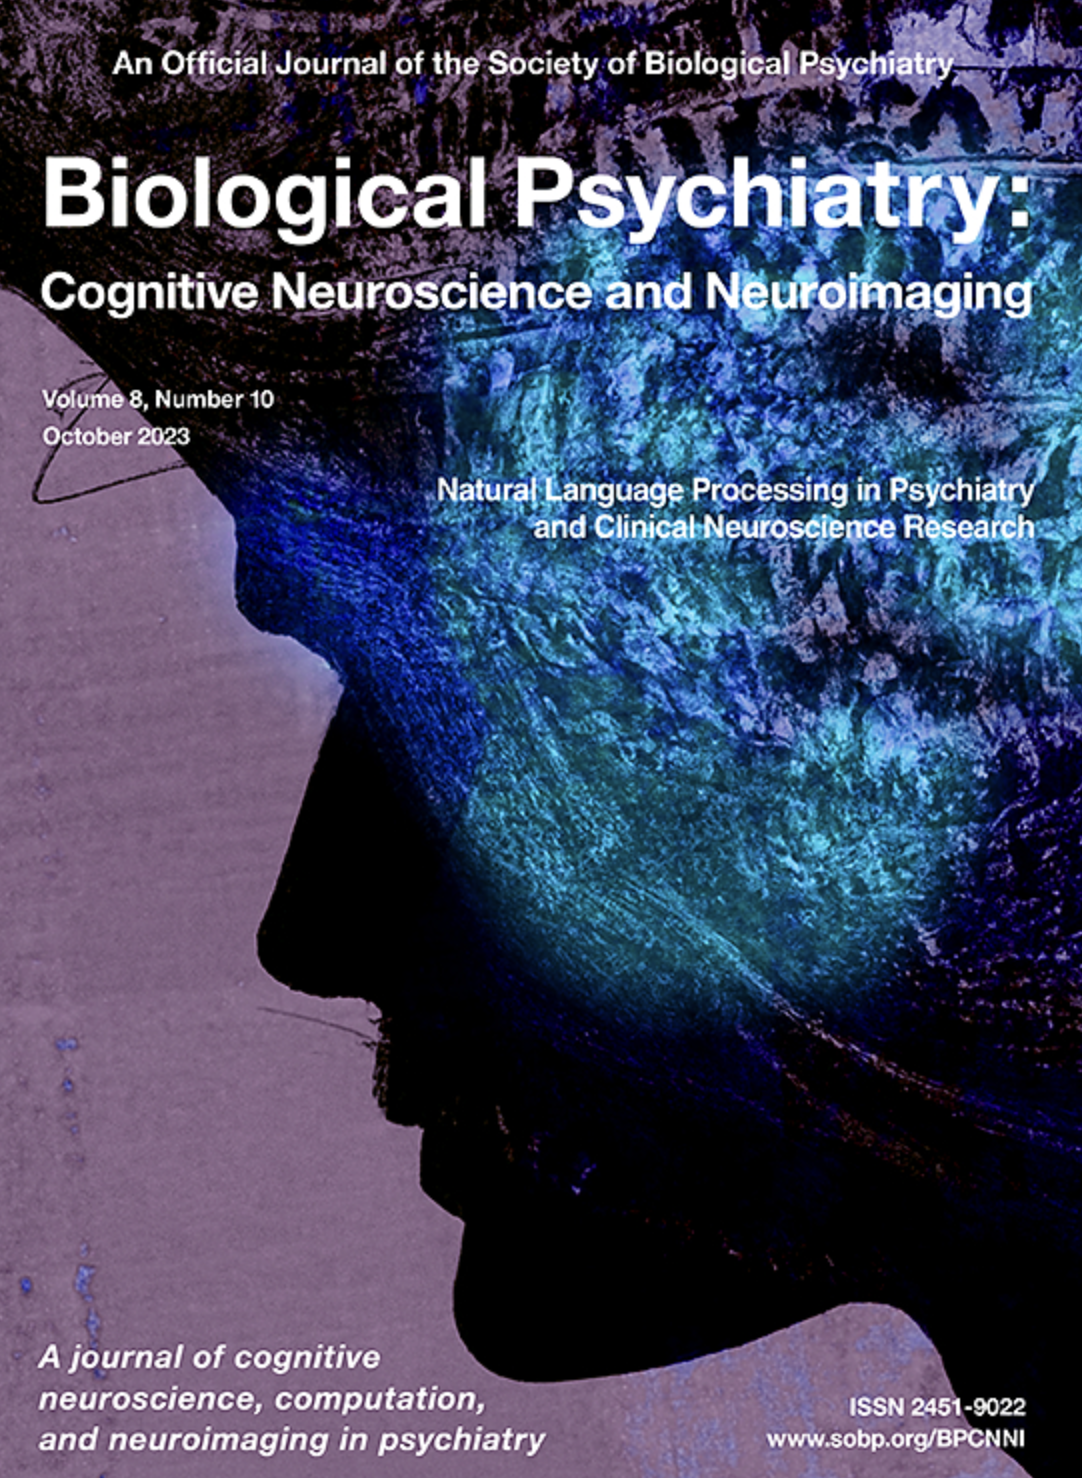 An Official Journal of the Society of Biological Psychiatry
Biological Psychiatry:
Cognitive Neuroscience and Neuroimaging
Volume 8, Number 10
October 2023
Natural Language Processing in Psychiatry
and Clinical Neuroscience Research
A journal of cognitive
neuroscience, computation,
and neuroimaging in psychiatry
ISSN 2451-9022
www.sobp.org/BPCNNI